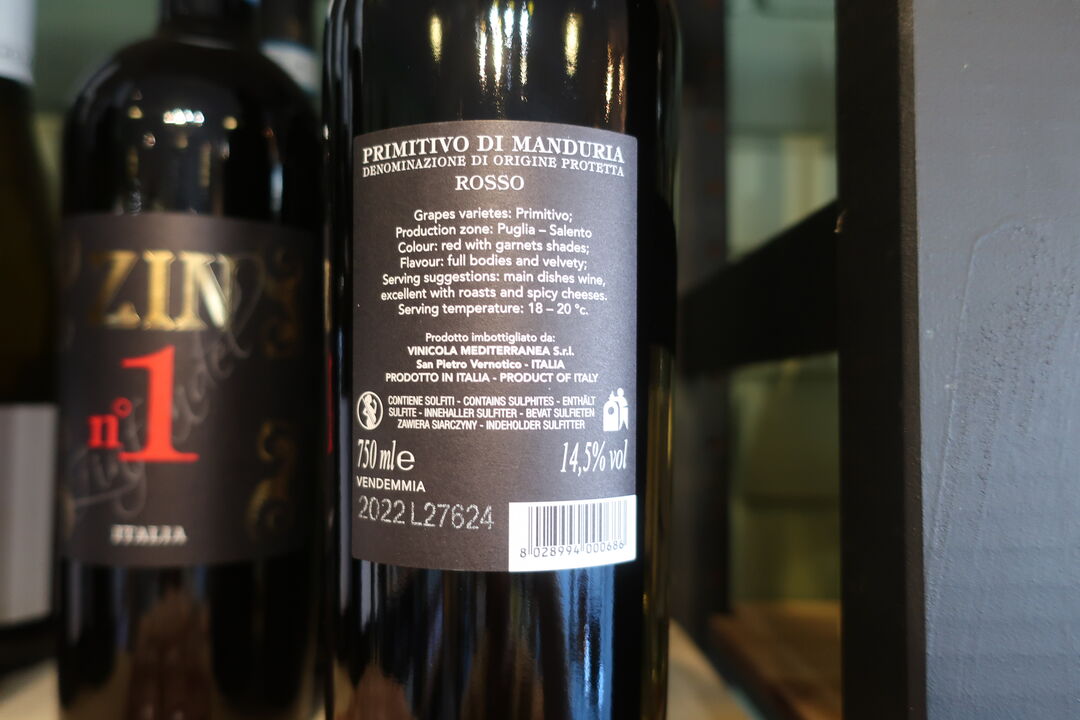 ZIN
n° 1
ITALIA
PRIMITIVO DI MANDURIA
DENOMINAZIONE DI ORIGINE PROTETTA
ROSSO
Grapes varietes: Primitivo;
Production zone: Puglia – Salento
Colour: red with garnets shades;
Flavour: full bodies and velvety;
Serving suggestions: main dishes wine,
excellent with roasts and spicy cheeses.
Serving temperature: 18 – 20 °c.
Prodotto imbottigliato da:
VINICOLA MEDITERRANEA S.r.l.
San Pietro Vernotico - ITALIA
PRODOTTO IN ITALIA - PRODUCT OF ITALY
CONTIENE SOLFITI - CONTAINS SULPHITES - ENTHÄLT
SULFITE - INNEHALLER SULFITER - BEVAT SULFIETEN
ZAWIERA SIARCZYNY - INDEHOLDER SULFITTER
750 ml e 14,5% vol
VENDEMMIA
2022 L27624
8 028994 000686